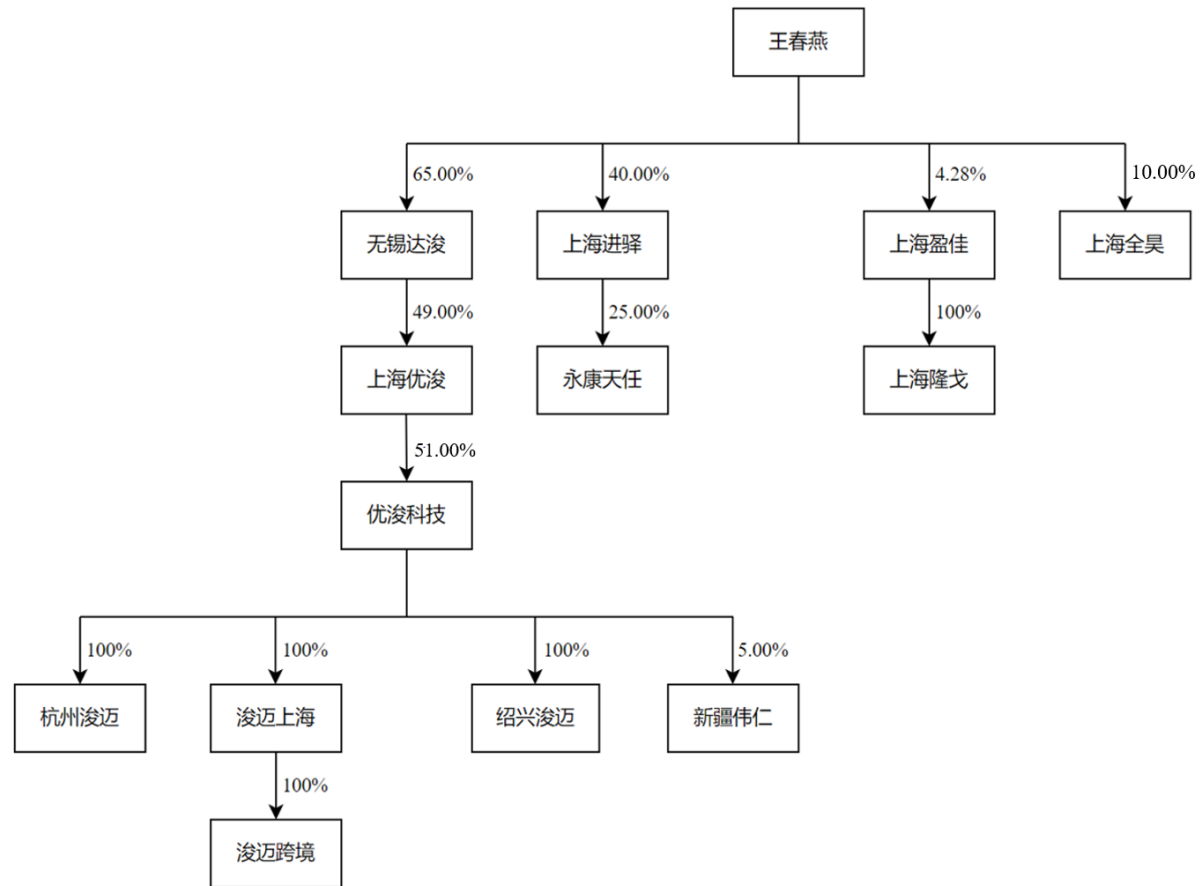 王春燕
65.00%
40.00%
4.28%
10.00%
无锡达浚
上海进驿
上海盈佳
上海全昊
49.00%
25.00%
100%
上海优浚
永康天任
上海隆戈
51.00%
优浚科技
100%
100%
100%
5.00%
杭州浚迈
浚迈上海
绍兴浚迈
新疆伟仁
100%
浚迈跨境